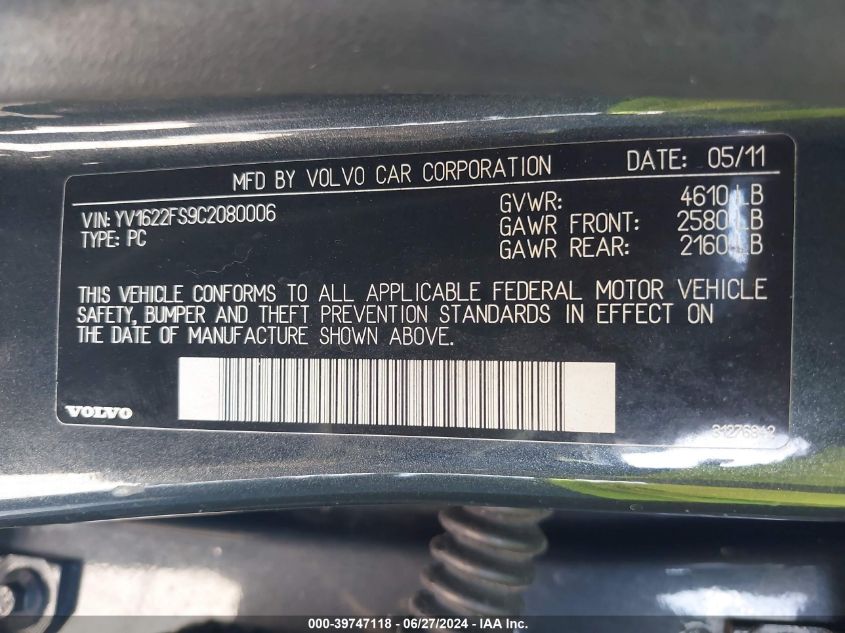 MFD BY VOLVO CAR CORPORATION DATE: 05/11
VIN: YV1622FS9C2080006 GVWR: 4610 LB
TYPE: PC GAWR FRONT: 2580 LB
GAWR REAR: 2160 LB
THIS VEHICLE CONFORMS TO ALL APPLICABLE FEDERAL MOTOR VEHICLE
SAFETY, BUMPER AND THEFT PREVENTION STANDARDS IN EFFECT ON
THE DATE OF MANUFACTURE SHOWN ABOVE.
VOLVO
000-39747118 - 06/27/2024 - IAA Inc.